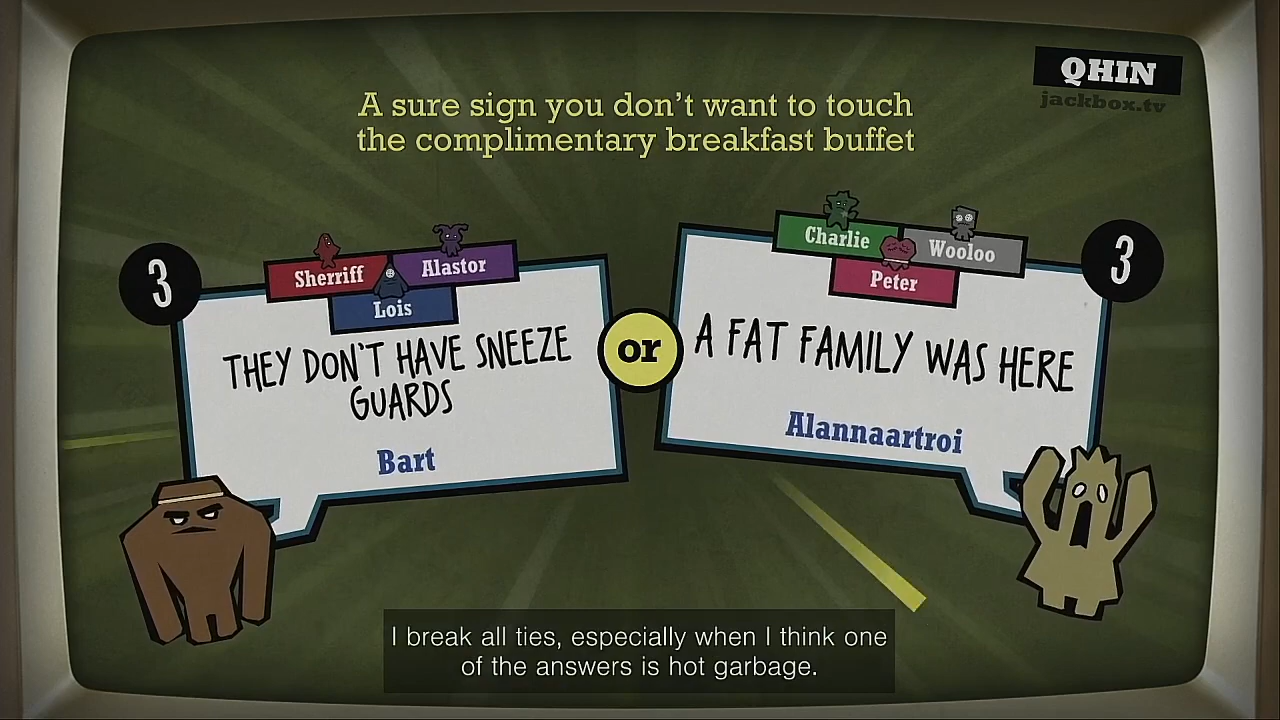 QHIN
jackbox.tv
A sure sign you don't want to touch
the complimentary breakfast buffet
3
Sherriff
Alastor
Lois
THEY DON'T HAVE SNEEZE
GUARDS
Bart
or
Charlie
Wooloo
Peter
3
A FAT FAMILY WAS HERE
Alannaartroi
I break all ties, especially when I think one
of the answers is hot garbage.